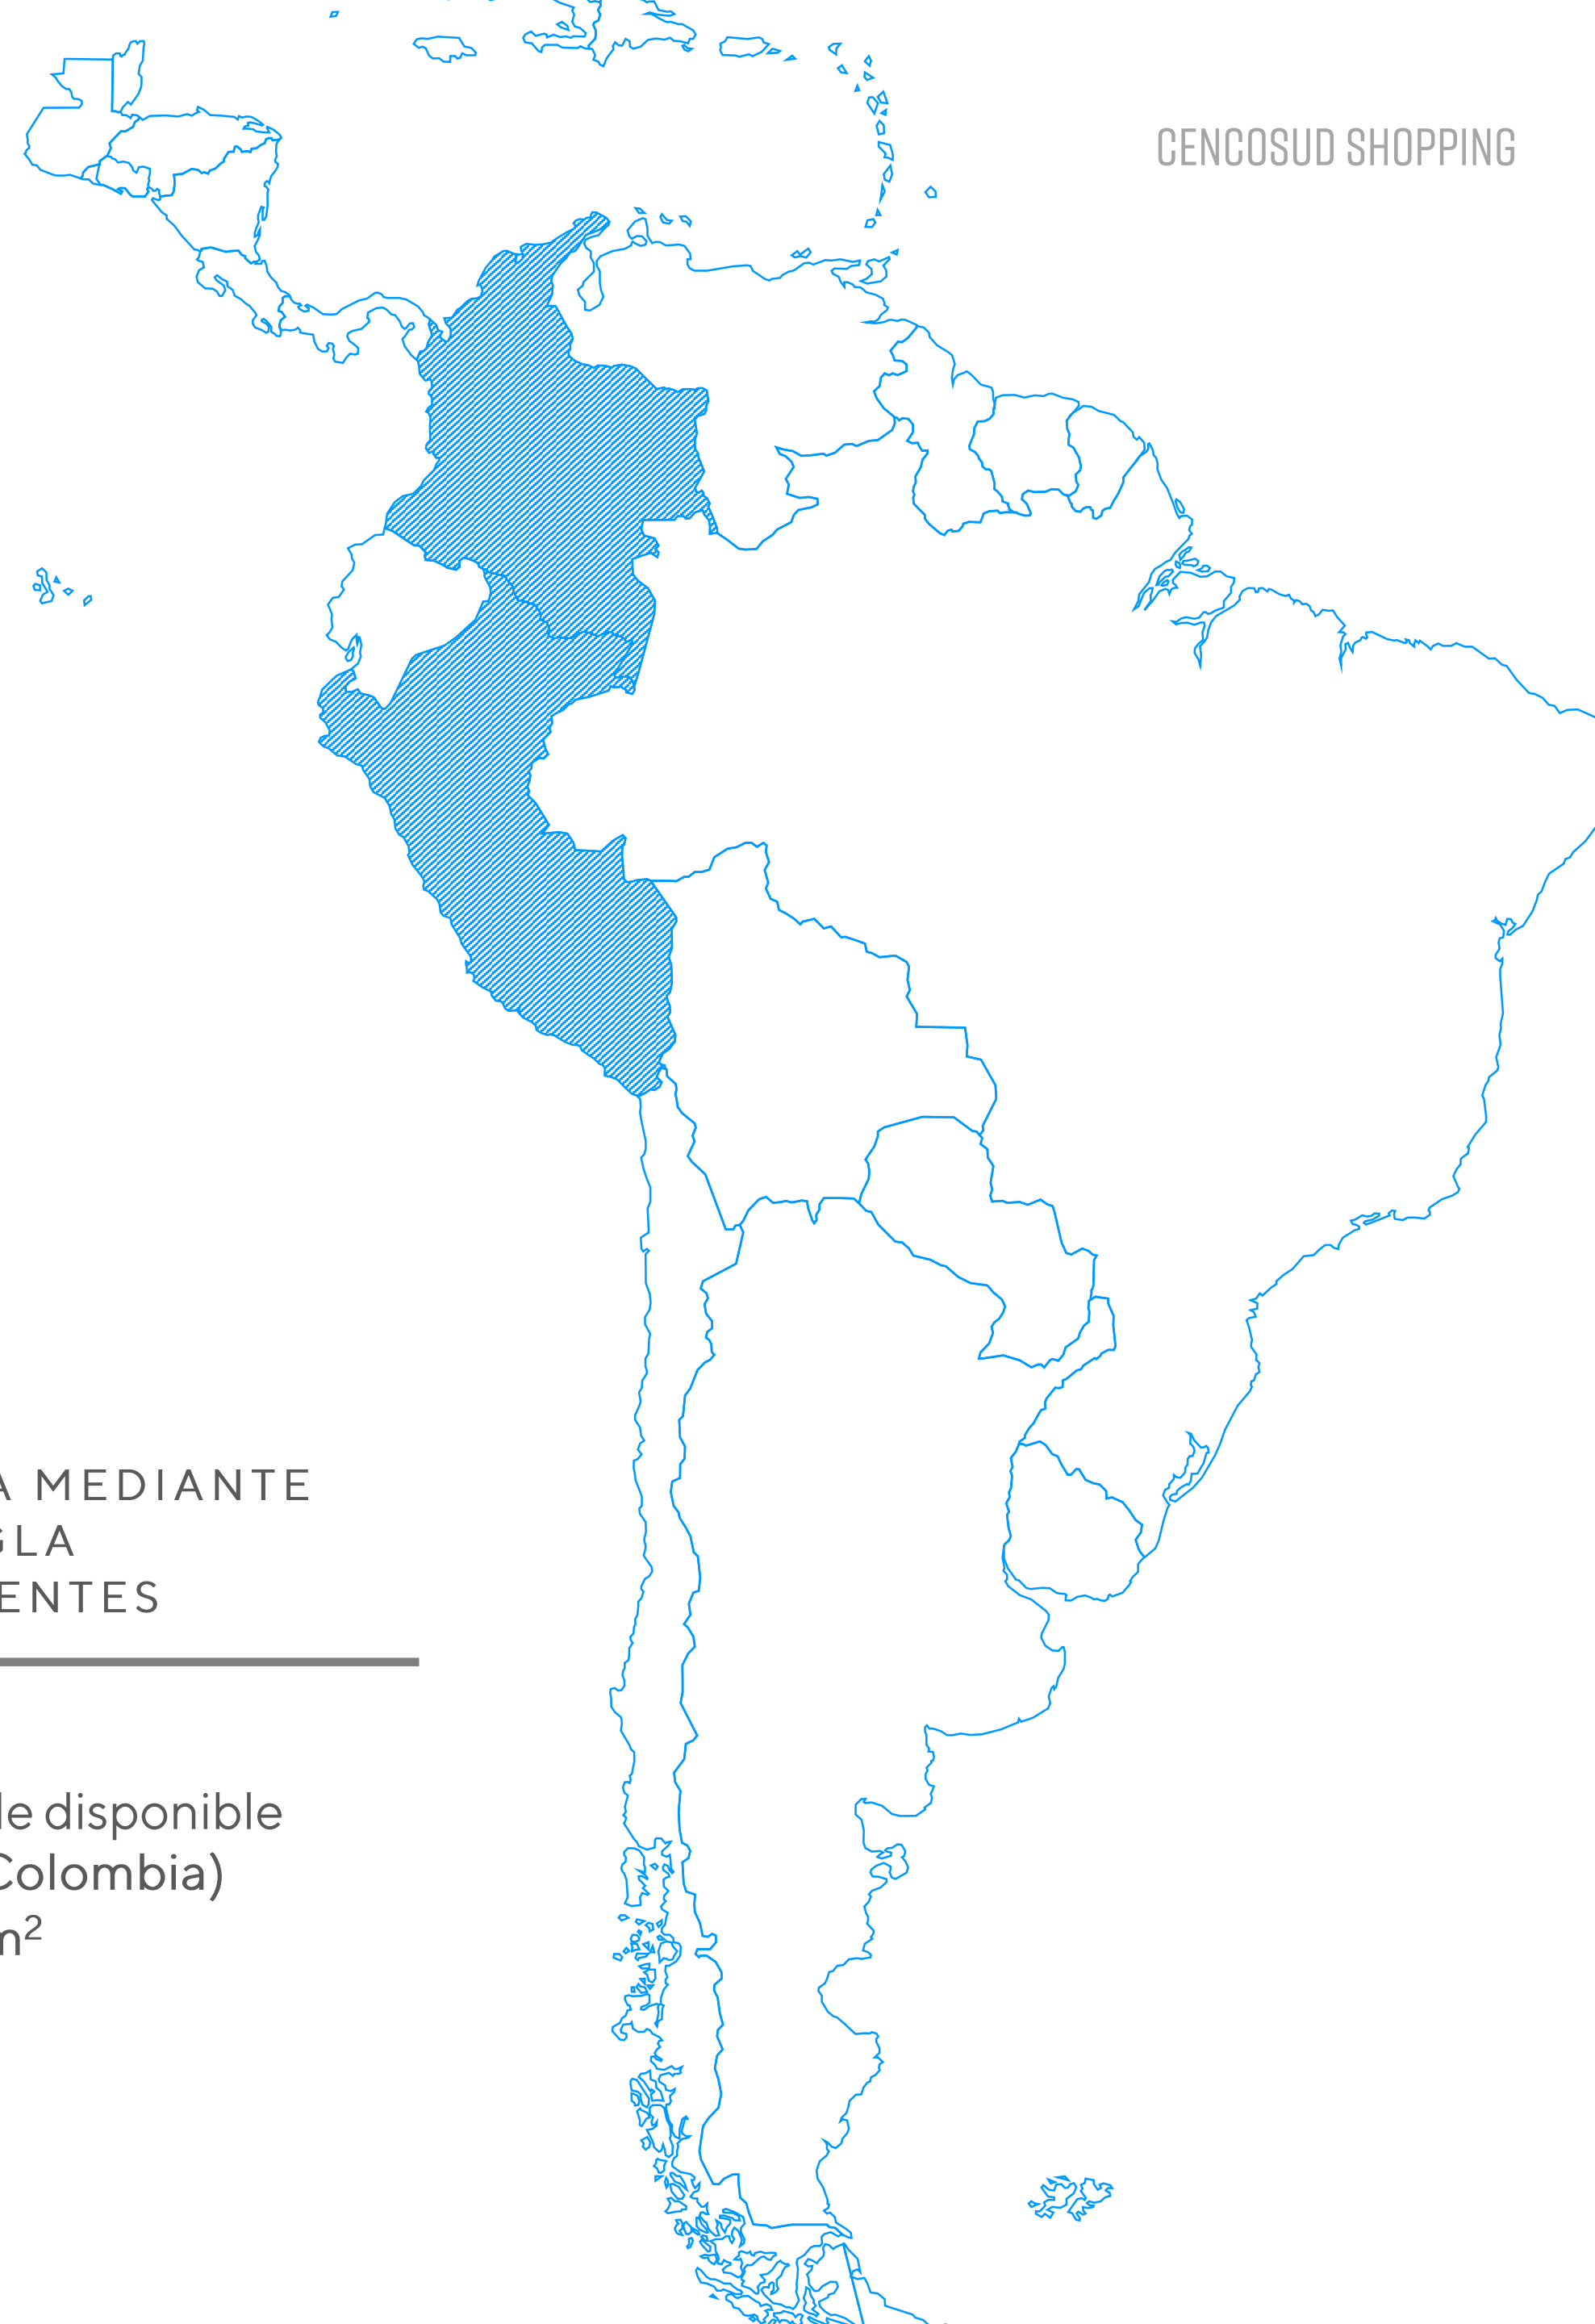 CENCOSUD SHOPPING
A MEDIANTE
GLA
ENTES
le disponible
Colombia)
m²